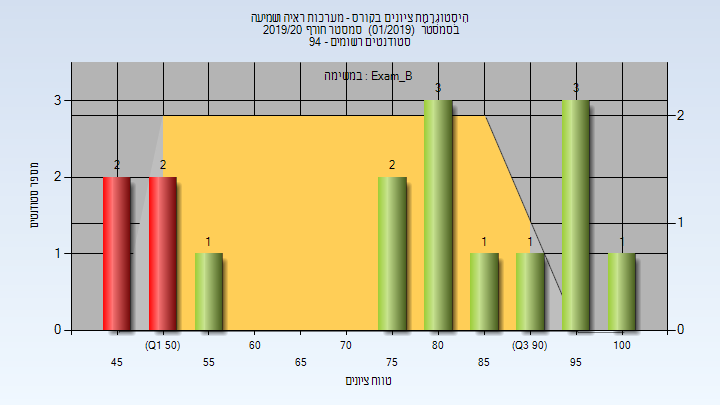 היסטוגרמת ציונים בקורס - מערכות ראיה ושמיעה
בסמסטר (01/2019) סמסטר חורף 2019/20
סטודנטים רשומים - 94
במשימה : Exam_B
מספר סטודנטים
3
2
1
0
2
1
0
2
2
1
2
3
1
1
3
1
(Q1 50) 60 70 80 (Q3 90) 100
45 55 65 75 85 95
טווח ציונים